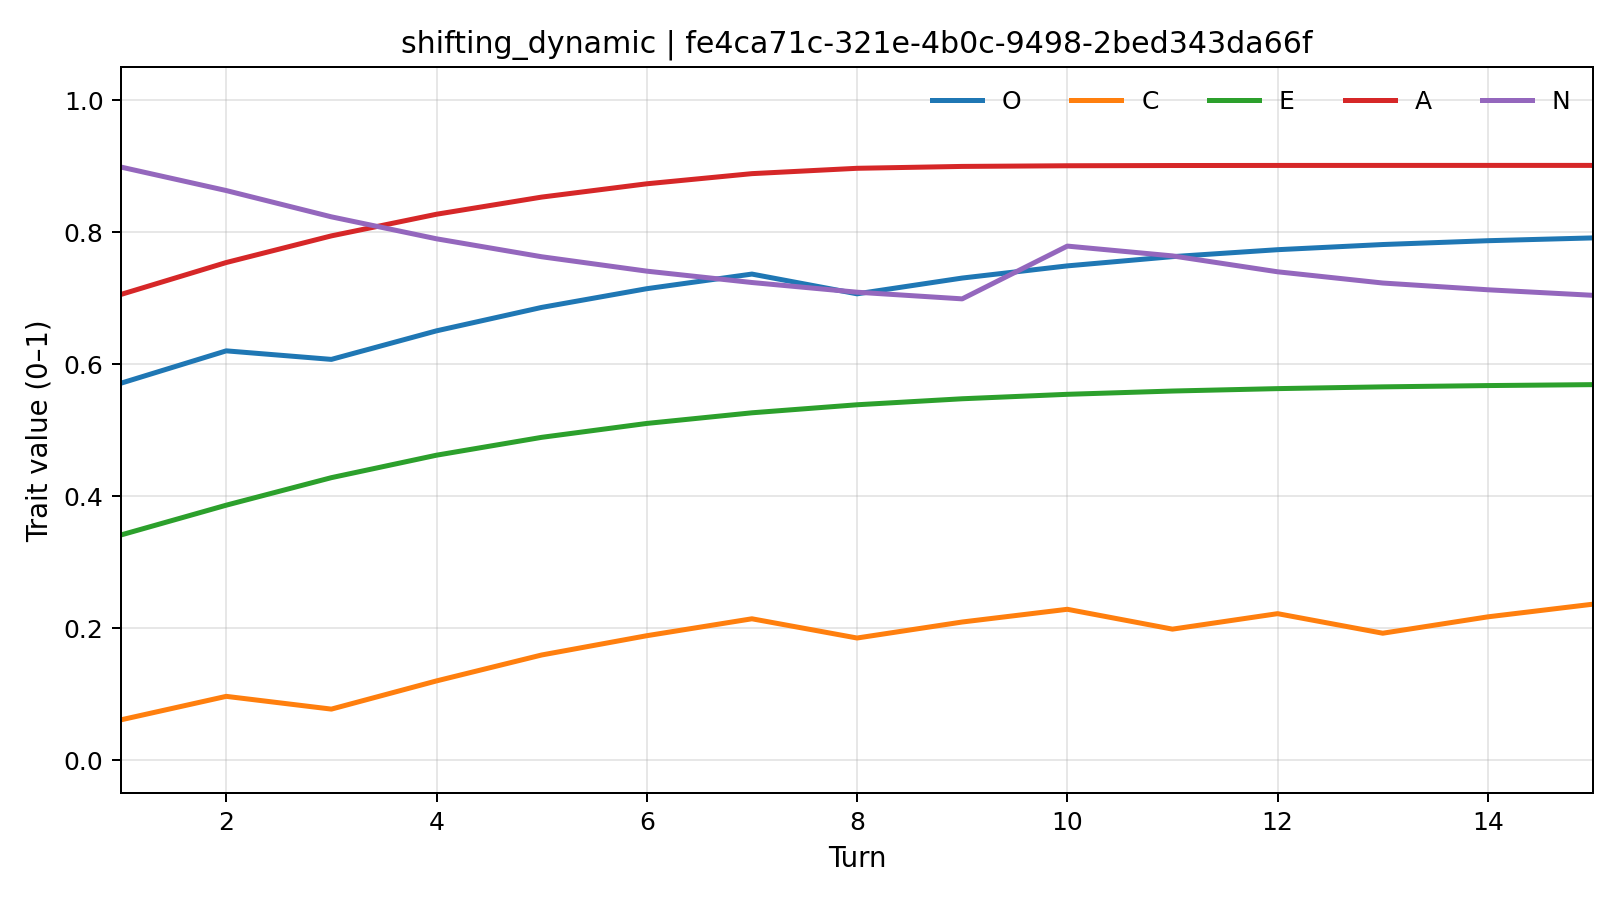 shifting_dynamic | fe4ca71c-321e-4b0c-9498-2bed343da66f
O C E A N
Trait value (0–1)
1.0
0.8
0.6
0.4
0.2
0.0
2 4 6 8 10 12 14
Turn